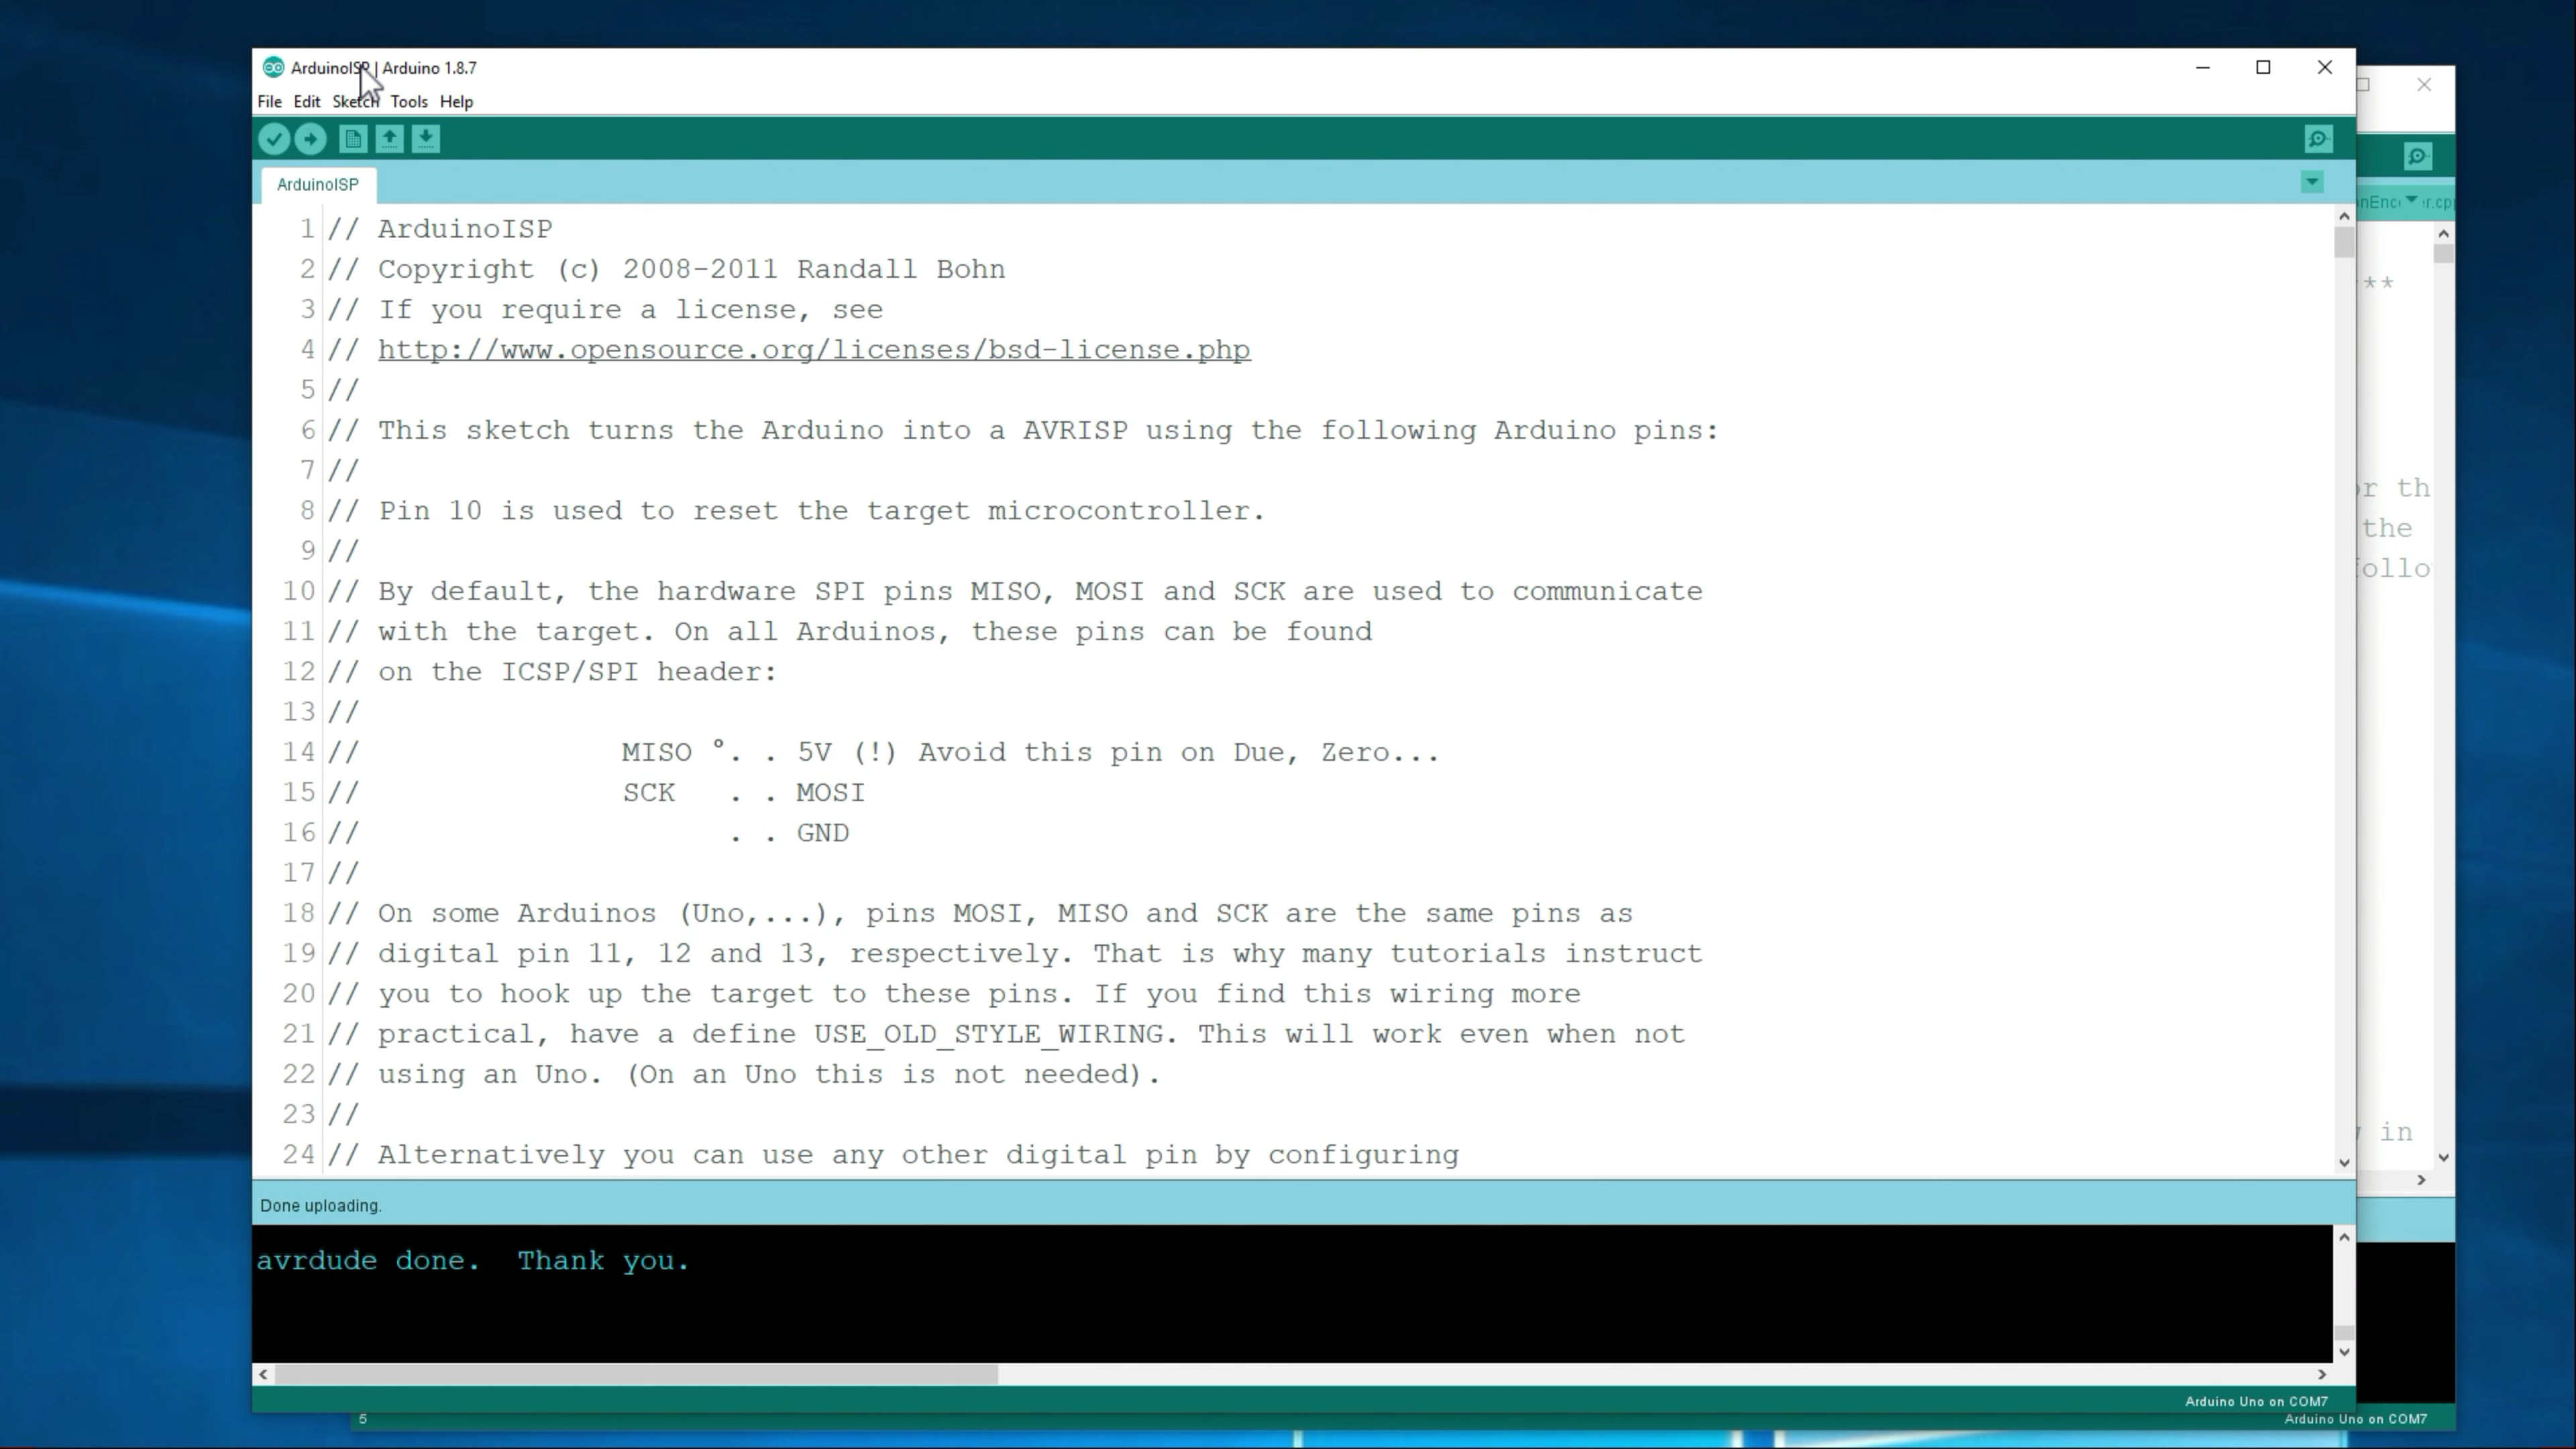 ArduinoISP | Arduino 1.8.7
File Edit Sketch Tools Help
ArduinoISP
1 // ArduinoISP
2 // Copyright (c) 2008-2011 Randall Bohn
3 // If you require a license, see
4 // http://www.opensource.org/licenses/bsd-license.php
5 //
6 // This sketch turns the Arduino into a AVRISP using the following Arduino pins:
7 //
8 // Pin 10 is used to reset the target microcontroller.
9 //
10 // By default, the hardware SPI pins MISO, MOSI and SCK are used to communicate
11 // with the target. On all Arduinos, these pins can be found
12 // on the ICSP/SPI header:
13 //
14 // MISO °. . 5V (!) Avoid this pin on Due, Zero...
15 // SCK . . MOSI
16 // . . GND
17 //
18 // On some Arduinos (Uno,...), pins MOSI, MISO and SCK are the same pins as
19 // digital pin 11, 12 and 13, respectively. That is why many tutorials instruct
20 // you to hook up the target to these pins. If you find this wiring more
21 // practical, have a define USE_OLD_STYLE_WIRING. This will work even when not
22 // using an Uno. (On an Uno this is not needed).
23 //
24 // Alternatively you can use any other digital pin by configuring
**
the
in
Done uploading.
avrdude done. Thank you.
Arduino Uno on COM7
5
Arduino Uno on COM7